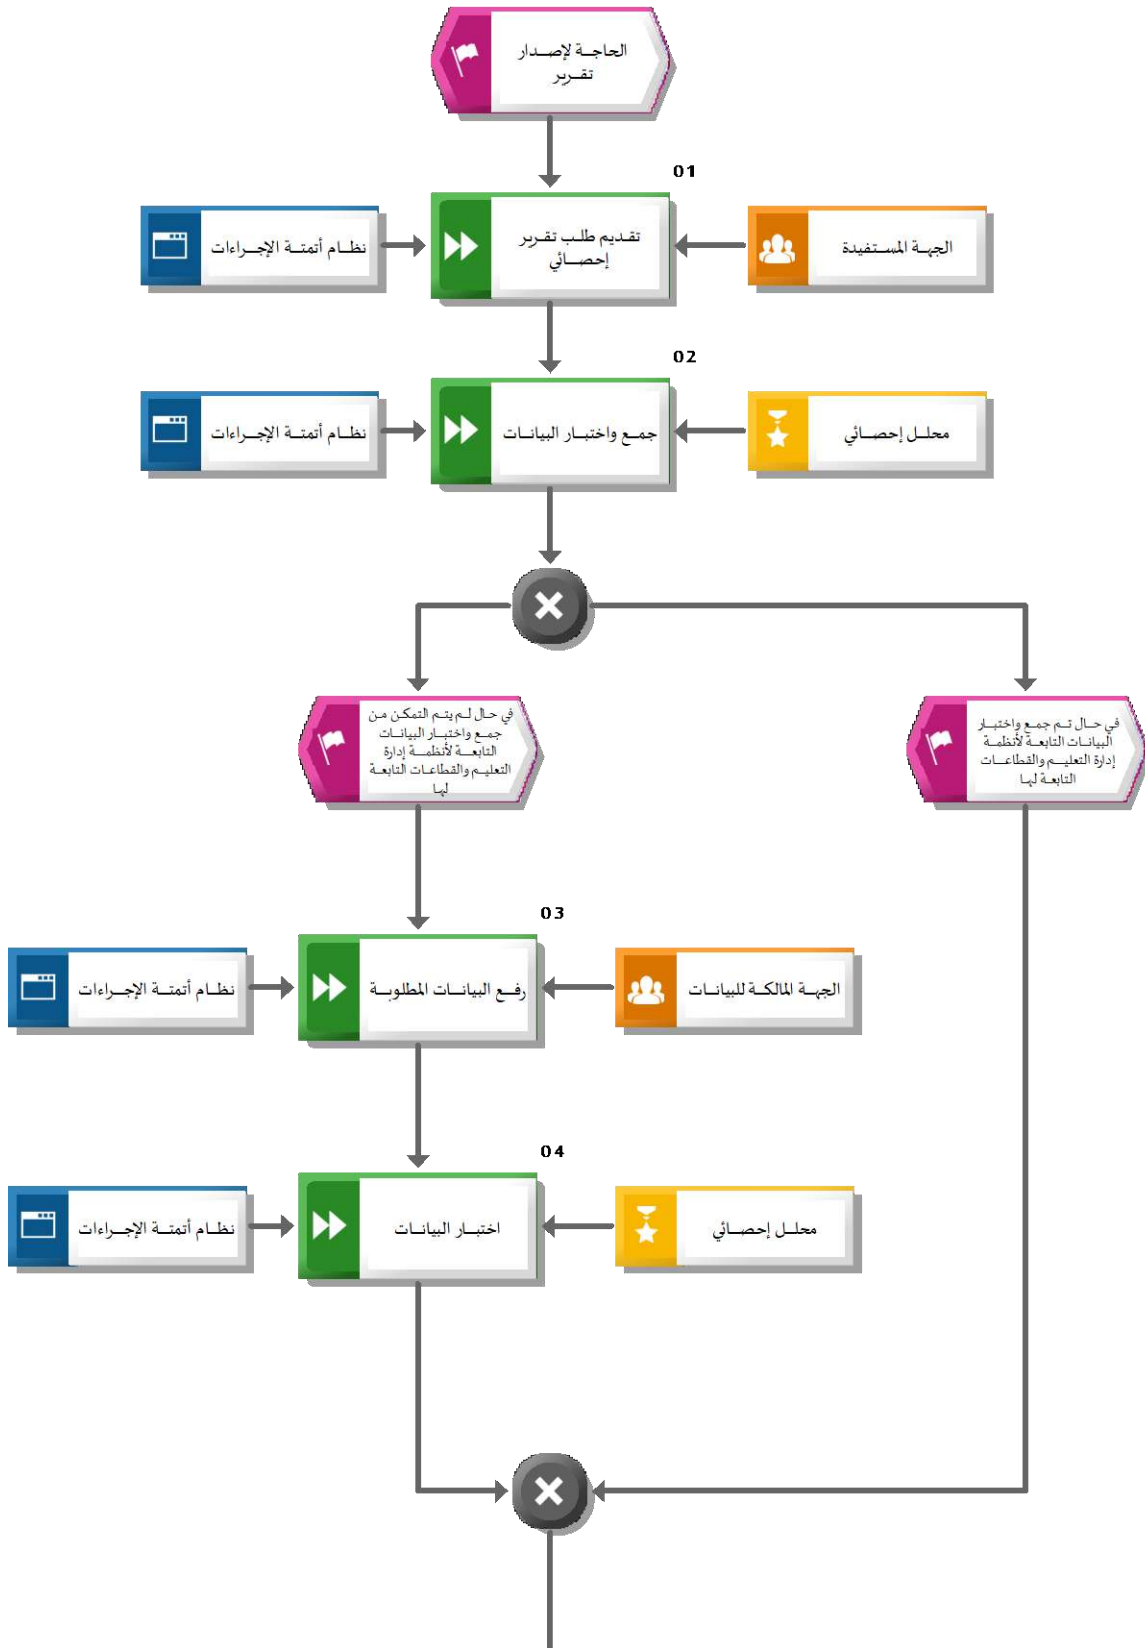 الحاجة لإصدار
تقرير
01
الجهة المستفيدة
تقديم طلب تقرير
إحصائي
نظام أتمتة الإجراءات
02
محلل إحصائي
جمع واختبار البيانات
نظام أتمتة الإجراءات
في حال تم جمع واختبار
البيانات التابعة لأنظمة
إدارة التعليم والقطاعات
التابعة لها
في حال لم يتم التمكن من
جمع واختبار البيانات
التابعة لأنظمة إدارة
التعليم والقطاعات التابعة
لها
03
الجهة المالكة للبيانات
رفع البيانات المطلوبة
نظام أتمتة الإجراءات
04
محلل إحصائي
اختبار البيانات
نظام أتمتة الإجراءات